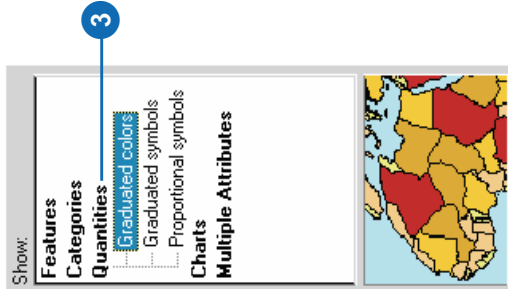 Show:
Features
Categories
Quantities
Graduated colors
Graduated symbols
Proportional symbols
Charts
Multiple Attributes
3